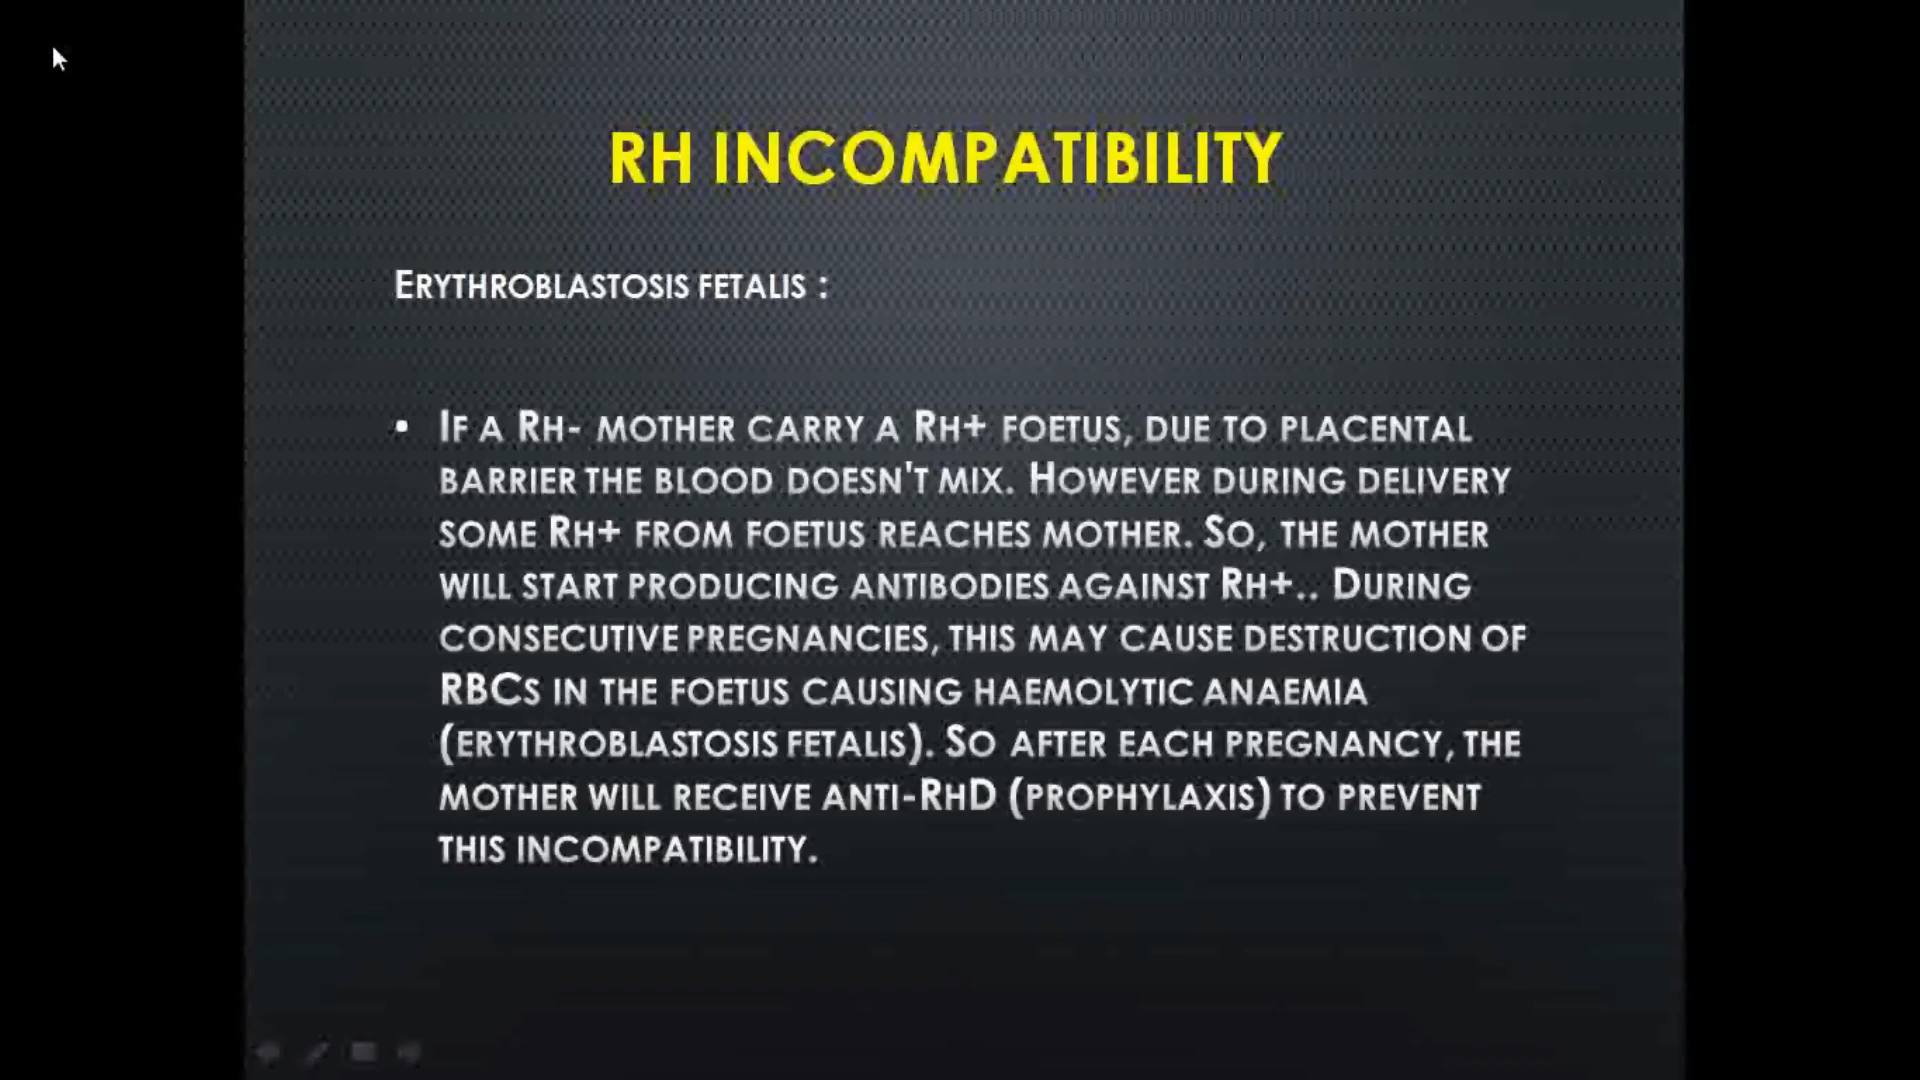 RH INCOMPATIBILITY
ERYTHROBLASTOSIS FETALIS :
• IF A RH- MOTHER CARRY A RH+ FOETUS, DUE TO PLACENTAL
BARRIER THE BLOOD DOESN'T MIX. HOWEVER DURING DELIVERY
SOME RH+ FROM FOETUS REACHES MOTHER. SO, THE MOTHER
WILL START PRODUCING ANTIBODIES AGAINST RH+.. DURING
CONSECUTIVE PREGNANCIES, THIS MAY CAUSE DESTRUCTION OF
RBCS IN THE FOETUS CAUSING HAEMOLYTIC ANAEMIA
(ERYTHROBLASTOSIS FETALIS). SO AFTER EACH PREGNANCY, THE
MOTHER WILL RECEIVE ANTI-RHD (PROPHYLAXIS) TO PREVENT
THIS INCOMPATIBILITY.